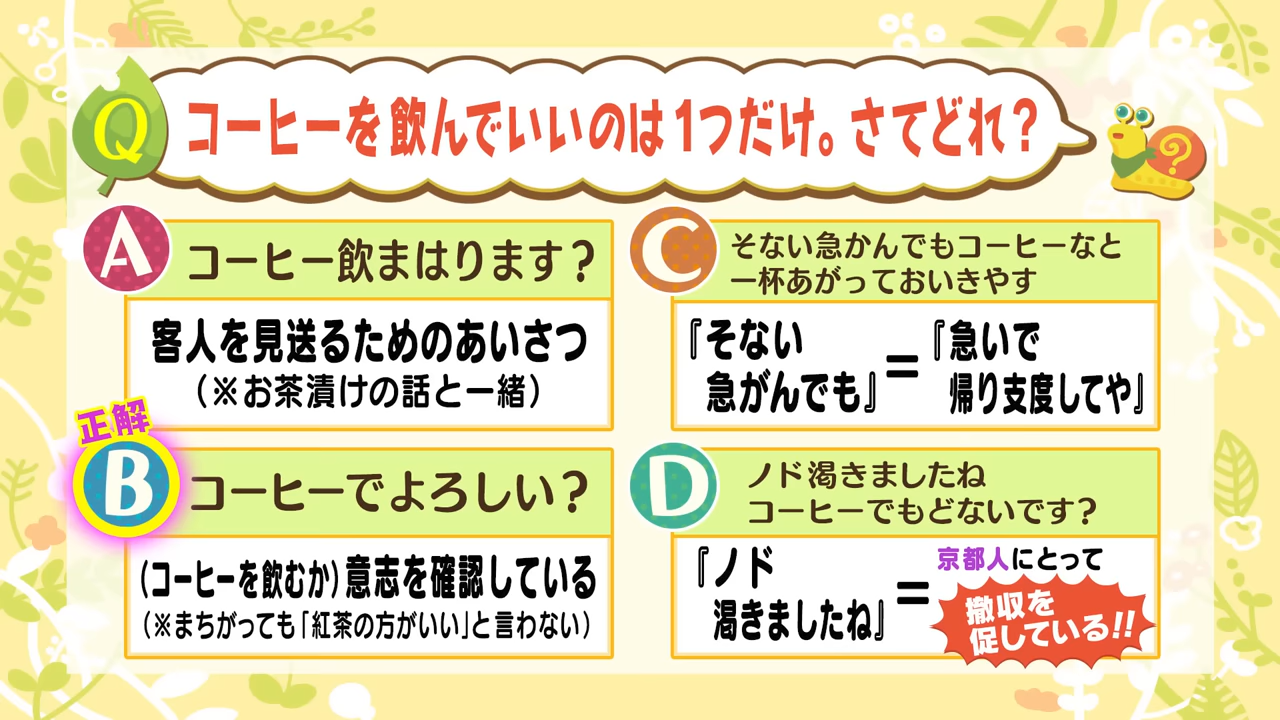 Q
コーヒーを飲んでいいのは1つだけ。さてどれ?
?
A
コーヒー飲まはります?
客人を見送るためのあいさつ
(※お茶漬けの話と一緒)
正解
B
コーヒーでよろしい?
(コーヒーを飲むか)意志を確認している
(※まちがっても「紅茶の方がいい」と言わない)
C
そない急かんでもコーヒーなと
一杯あがっておいきやす
『そない
急がんでも』
=
『急いで
帰り支度してや』
D
ノド渇きましたね
コーヒーでもどないです?
『ノド
渇きましたね』
=
京都人にとって
撤収を
促している!!